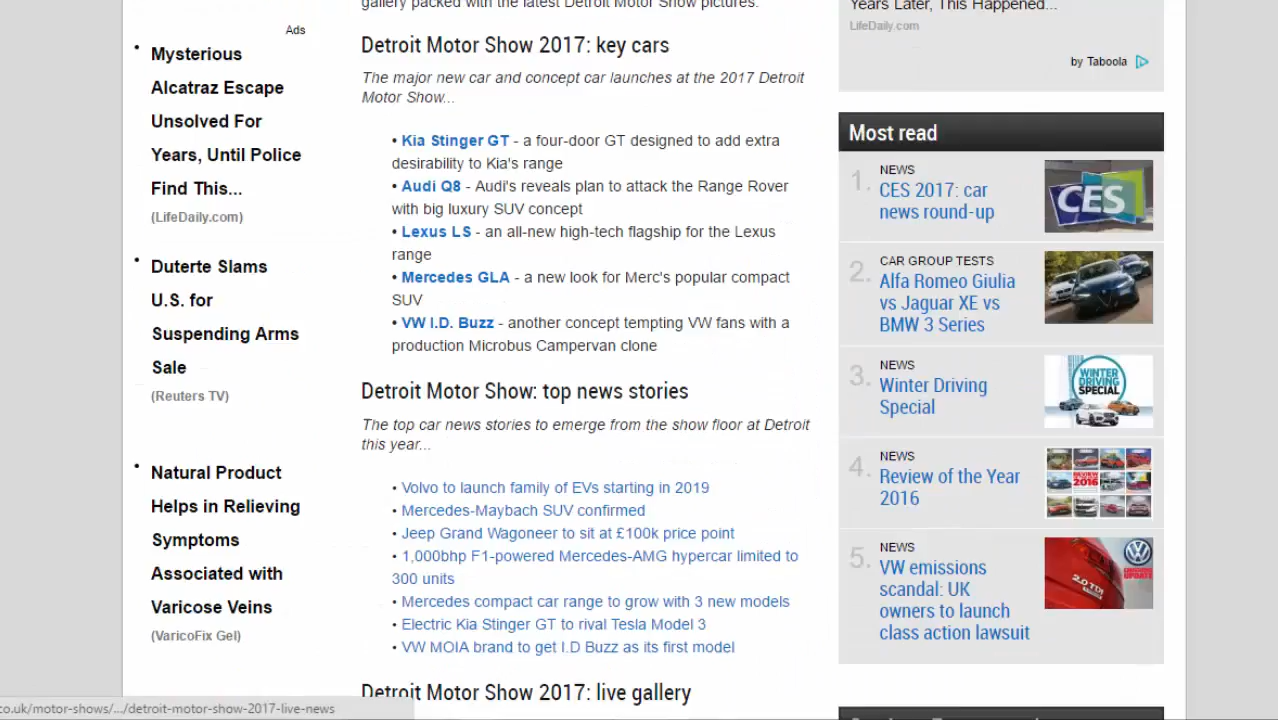 gallery packed with the latest Detroit Motor Show pictures.
Ads
• Mysterious
Alcatraz Escape
Unsolved For
Years, Until Police
Find This...
(LifeDaily.com)
• Duterte Slams
U.S. for
Suspending Arms
Sale
(Reuters TV)
• Natural Product
Helps in Relieving
Symptoms
Associated with
Varicose Veins
(VaricoFix Gel)
Detroit Motor Show 2017: key cars
The major new car and concept car launches at the 2017 Detroit
Motor Show...
• Kia Stinger GT - a four-door GT designed to add extra
desirability to Kia's range
• Audi Q8 - Audi's reveals plan to attack the Range Rover
with big luxury SUV concept
• Lexus LS - an all-new high-tech flagship for the Lexus
range
• Mercedes GLA - a new look for Merc's popular compact
SUV
• VW I.D. Buzz - another concept tempting VW fans with a
production Microbus Campervan clone
Detroit Motor Show: top news stories
The top car news stories to emerge from the show floor at Detroit
this year...
• Volvo to launch family of EVs starting in 2019
• Mercedes-Maybach SUV confirmed
• Jeep Grand Wagoneer to sit at £100k price point
• 1,000bhp F1-powered Mercedes-AMG hypercar limited to
300 units
• Mercedes compact car range to grow with 3 new models
• Electric Kia Stinger GT to rival Tesla Model 3
• VW MOIA brand to get I.D Buzz as its first model
Detroit Motor Show 2017: live gallery
Years Later, This Happened...
LifeDaily.com
by Taboola
Most read
1. NEWS
CES 2017: car
news round-up
CES
2. CAR GROUP TESTS
Alfa Romeo Giulia
vs Jaguar XE vs
BMW 3 Series
3. NEWS
Winter Driving
Special
WINTER
DRIVING
SPECIAL
4. NEWS
Review of the Year
2016
REVIEW
2016
5. NEWS
VW emissions
scandal: UK
owners to launch
class action lawsuit
2.0 TDI
co.uk/motor-shows/.../detroit-motor-show-2017-live-news